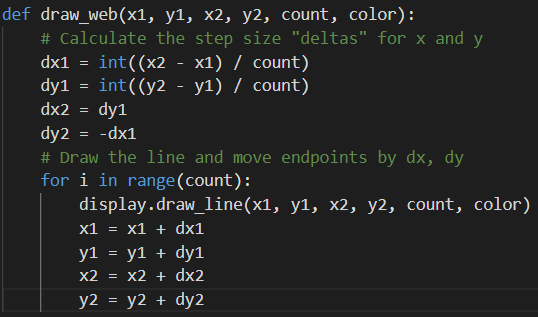 def draw_web(x1, y1, x2, y2, count, color):
    # Calculate the step size "deltas" for x and y
    dx1 = int((x2 - x1) / count)
    dy1 = int((y2 - y1) / count)
    dx2 = dy1
    dy2 = -dx1
    # Draw the line and move endpoints by dx, dy
    for i in range(count):
        display.draw_line(x1, y1, x2, y2, count, color)
        x1 = x1 + dx1
        y1 = y1 + dy1
        x2 = x2 + dx2
        y2 = y2 + dy2